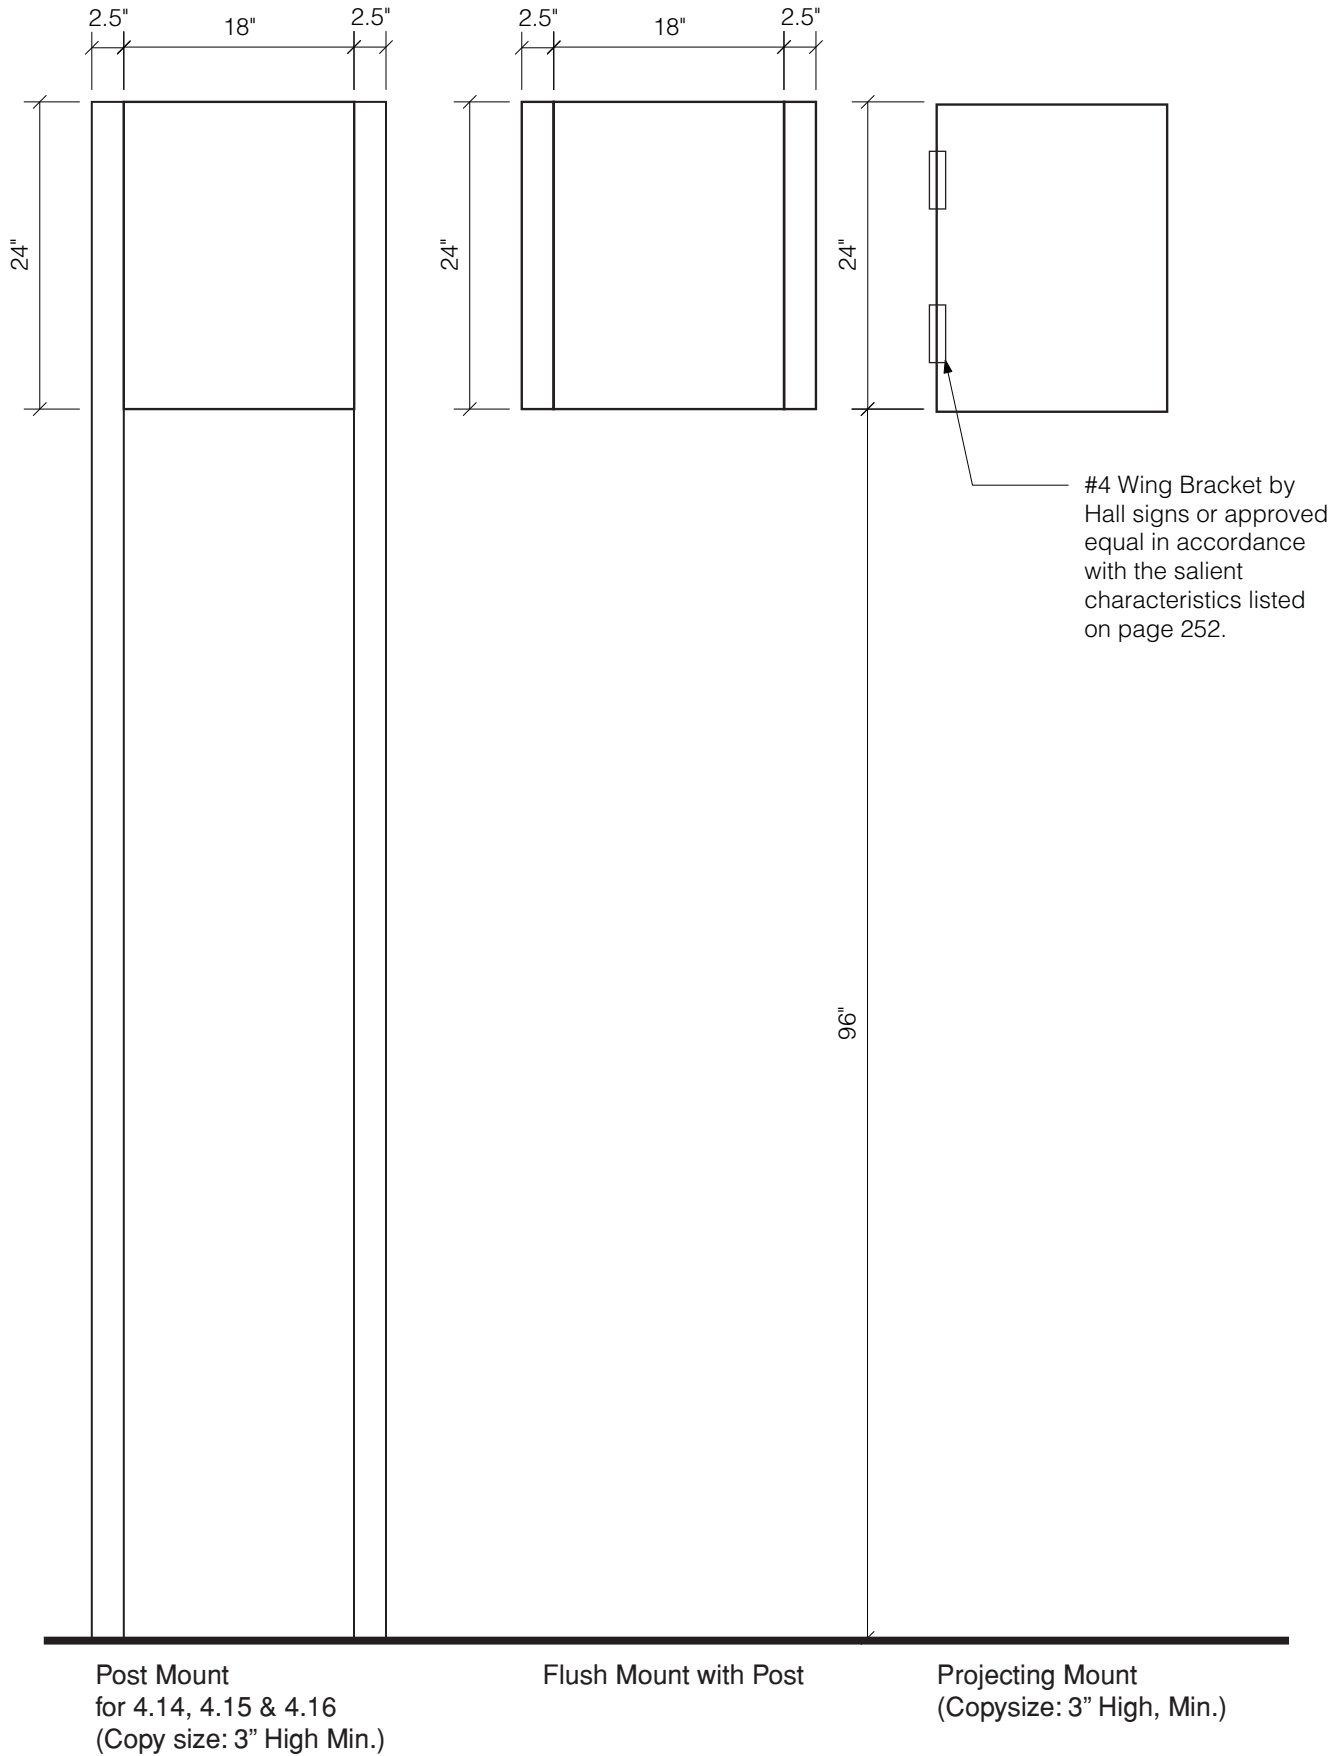 2.5" 18" 2.5"
2.5" 18" 2.5"
24"
24"
24"
#4 Wing Bracket by
Hall signs or approved
equal in accordance
with the salient
characteristics listed
on page 252.
96"
Post Mount
for 4.14, 4.15 & 4.16
(Copy size: 3” High Min.)
Flush Mount with Post
Projecting Mount
(Copysize: 3” High, Min.)